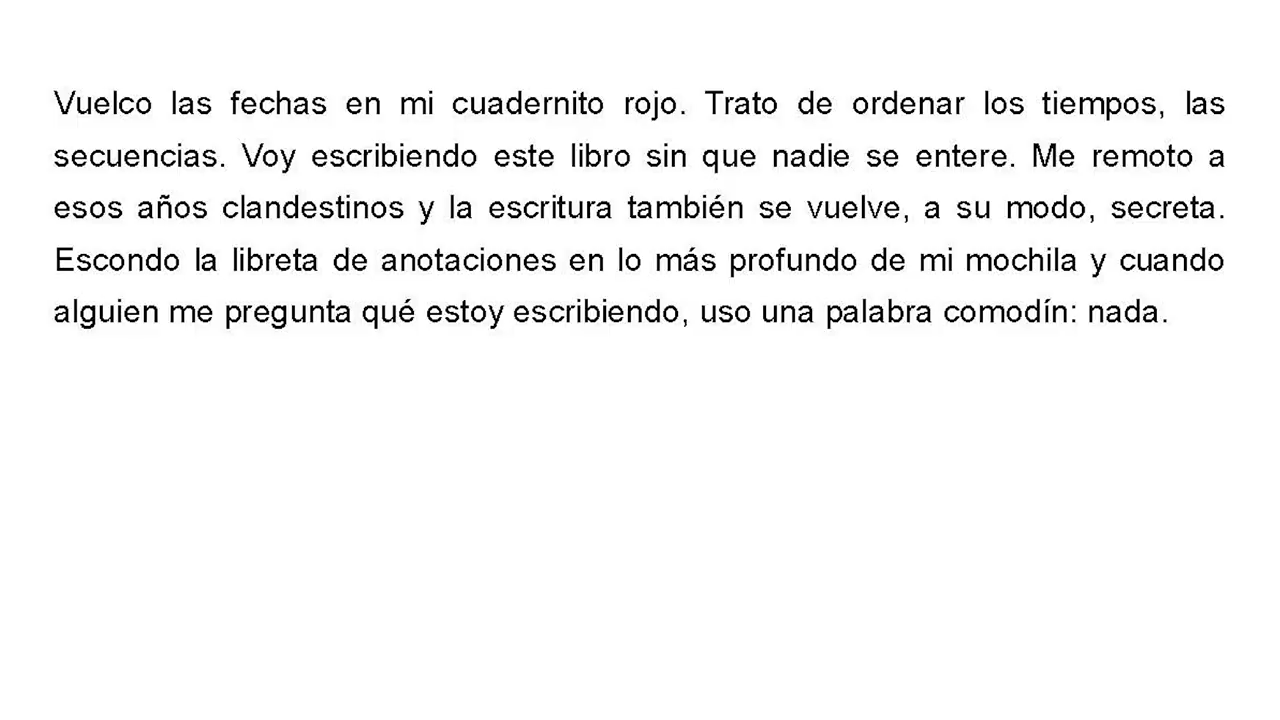 Vuelco las fechas en mi cuadernito rojo. Trato de ordenar los tiempos, las
secuencias. Voy escribiendo este libro sin que nadie se entere. Me remoto a
esos años clandestinos y la escritura también se vuelve, a su modo, secreta.
Escondo la libreta de anotaciones en lo más profundo de mi mochila y cuando
alguien me pregunta qué estoy escribiendo, uso una palabra comodín: nada.